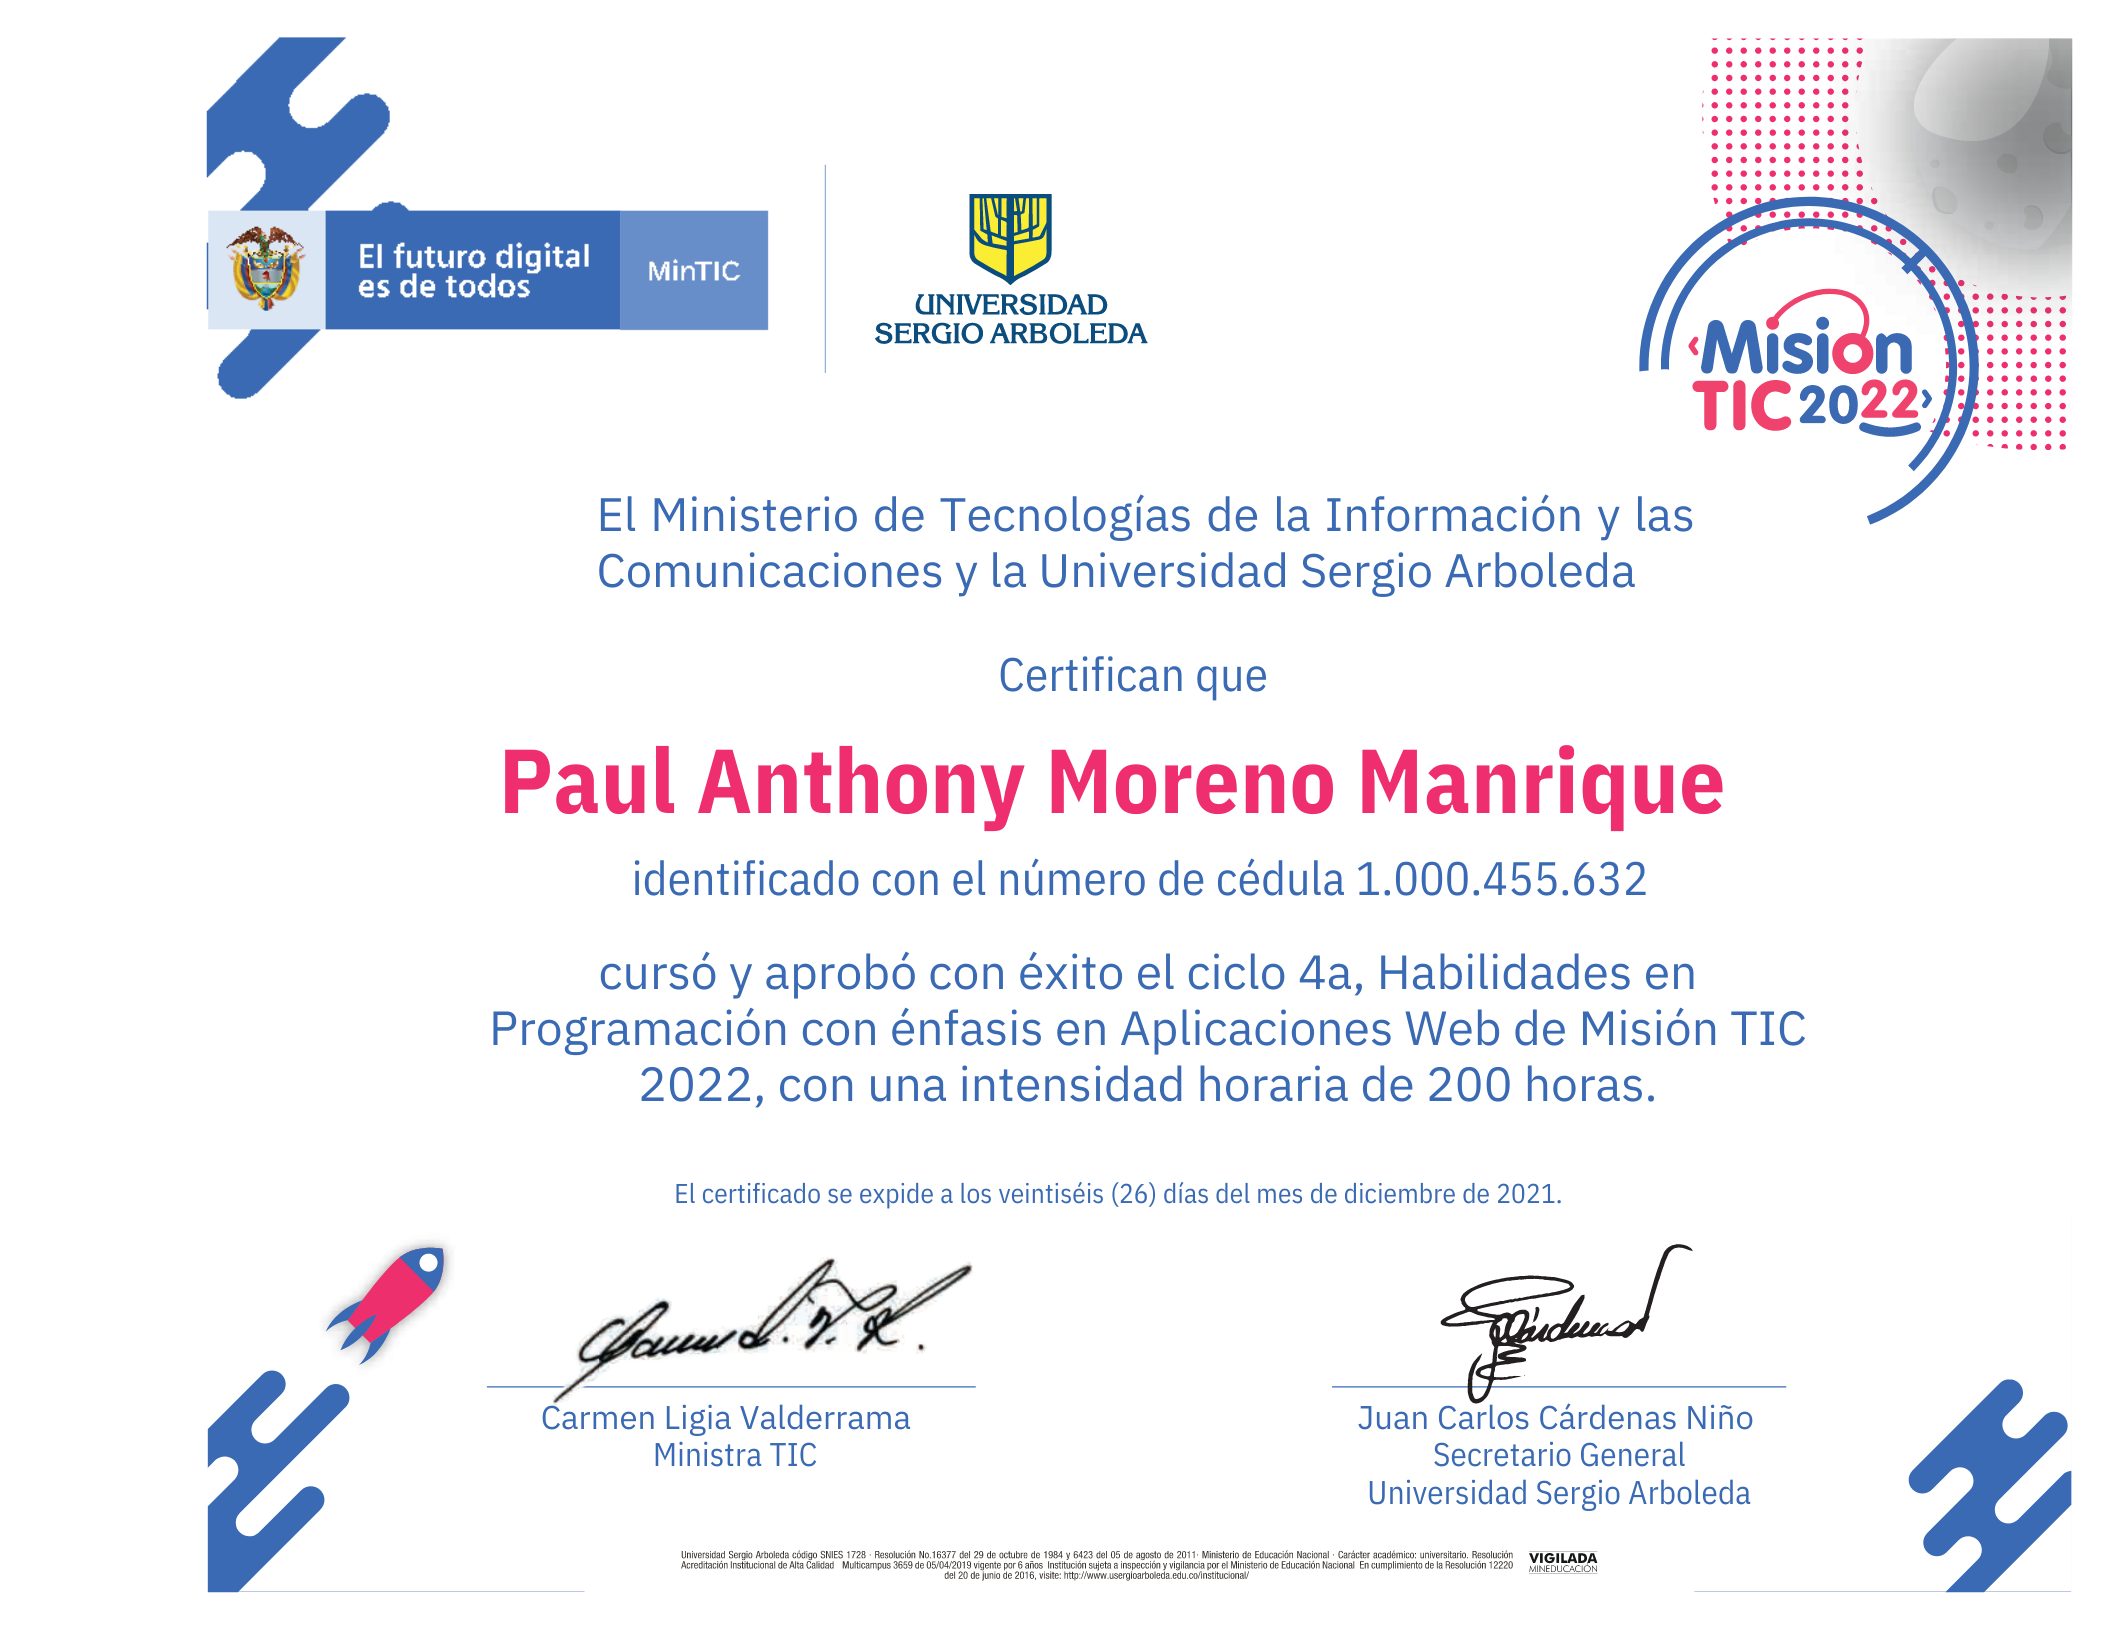 El futuro digital
es de todos
MinTIC
UNIVERSIDAD
SERGIO ARBOLEDA
‹Misión
TIC 2022›
El Ministerio de Tecnologías de la Información y las
Comunicaciones y la Universidad Sergio Arboleda
Certifican que
Paul Anthony Moreno Manrique
identificado con el número de cédula 1.000.455.632
cursó y aprobó con éxito el ciclo 4a, Habilidades en
Programación con énfasis en Aplicaciones Web de Misión TIC
2022, con una intensidad horaria de 200 horas.
El certificado se expide a los veintiséis (26) días del mes de diciembre de 2021.
Carmen Ligia Valderrama
Ministra TIC
Juan Carlos Cárdenas Niño
Secretario General
Universidad Sergio Arboleda
Universidad Sergio Arboleda código SNIES 1728 · Resolución No.16377 del 29 de octubre de 1984 y 6423 del 05 de agosto de 2011· Ministerio de Educación Nacional · Carácter académico: universitario. Resolución
Acreditación Institucional de Alta Calidad Multicampus 3659 de 05/04/2019 vigente por 6 años Institución sujeta a inspección y vigilancia por el Ministerio de Educación Nacional En cumplimiento de la Resolución 12220
del 20 de junio de 2016, visite: http://www.usergioarboleda.edu.co/institucional/
VIGILADA
MINEDUCACIÓN